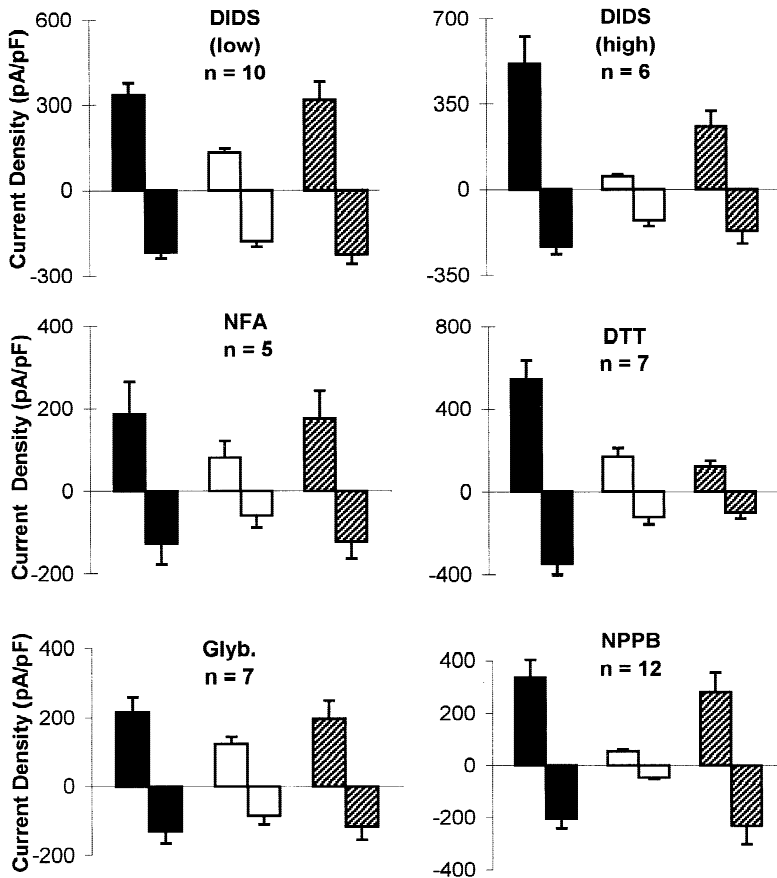 DIDS
(low)
n = 10
600
300
0
-300
Current Density (pA/pF)
DIDS
(high)
n = 6
700
350
0
-350
NFA
n = 5
400
200
0
-200
Current Density (pA/pF)
DTT
n = 7
800
400
0
-400
Glyb.
n = 7
400
200
0
-200
Current Density (pA/pF)
NPPB
n = 12
400
200
0
-200
-400